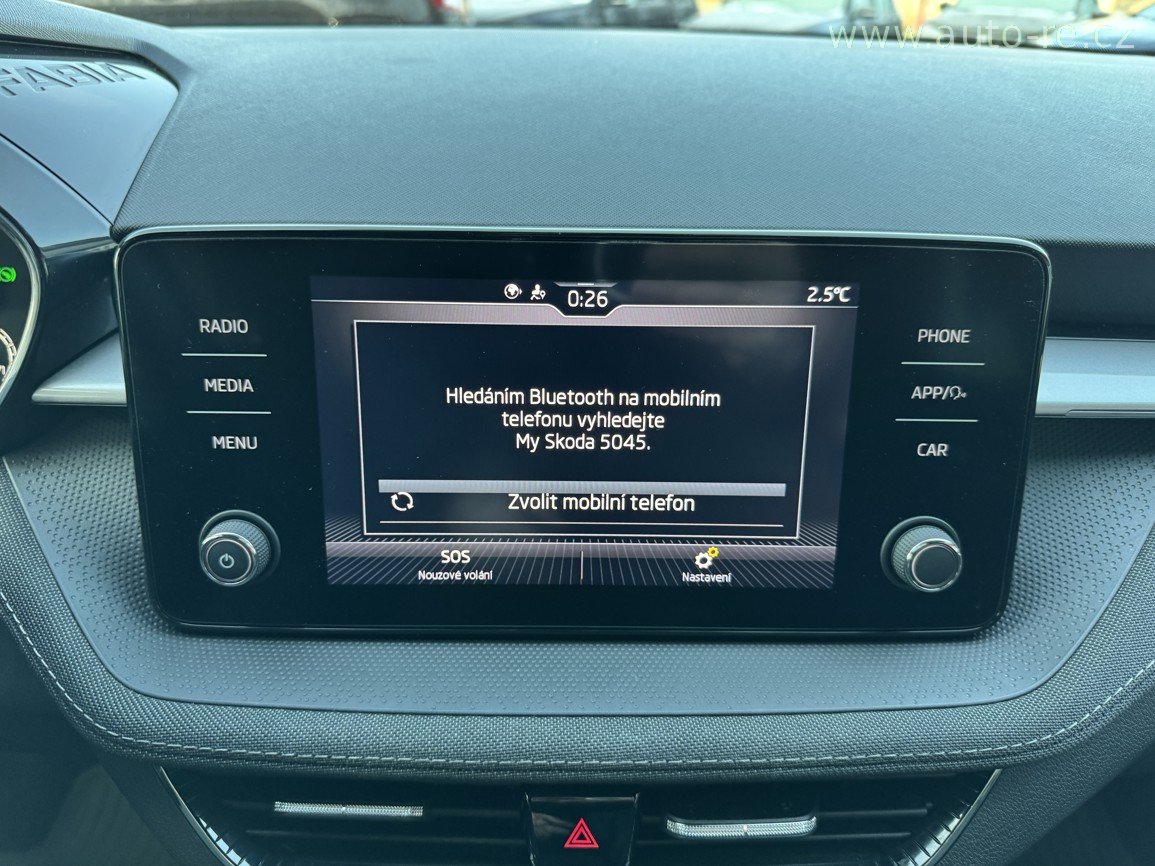 www.auto-re.cz
FABIA
0:26
2.5°C
RADIO
MEDIA
MENU
Hledáním Bluetooth na mobilním
telefonu vyhledejte
My Skoda 5045.
Zvolit mobilní telefon
SOS
Nouzové volání
Nastavení
PHONE
APP/
CAR